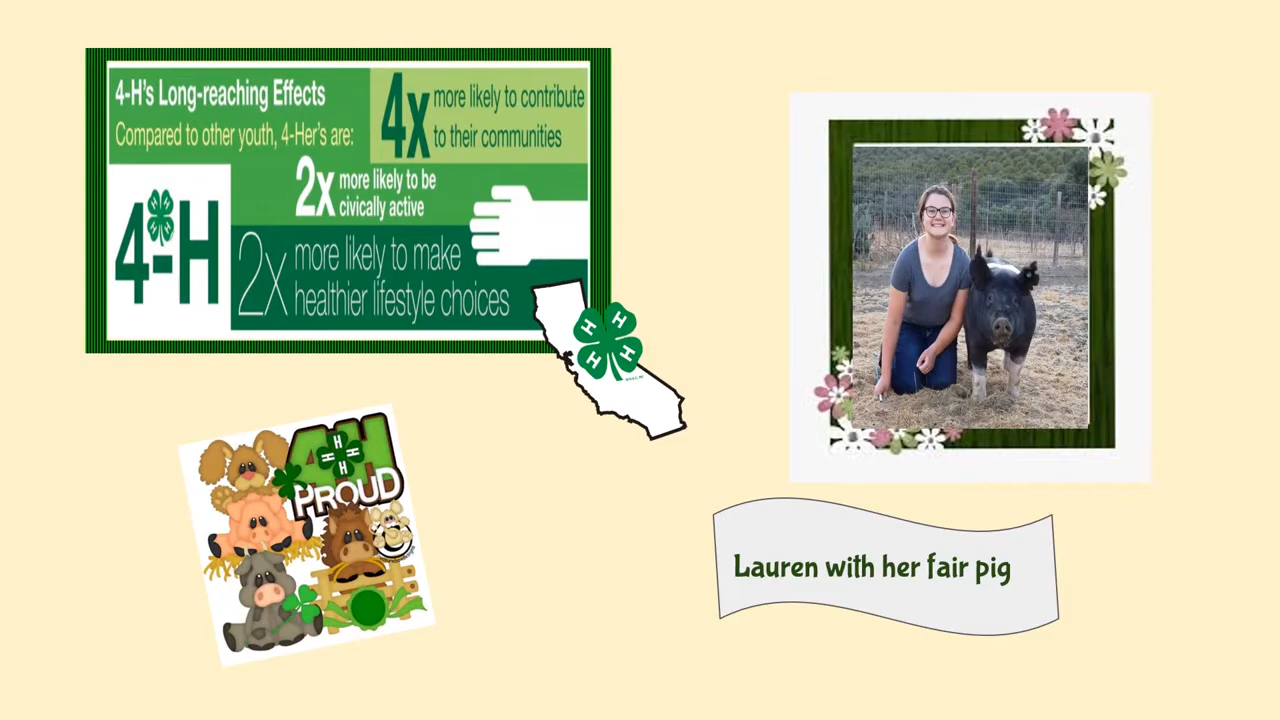 4-H's Long-reaching Effects
Compared to other youth, 4-Her's are:
4x more likely to contribute
to their communities
2x more likely to be
civically active
4-H
2x more likely to make
healthier lifestyle choices
H H H H
4-H
H H H H
PROUD
Lauren with her fair pig